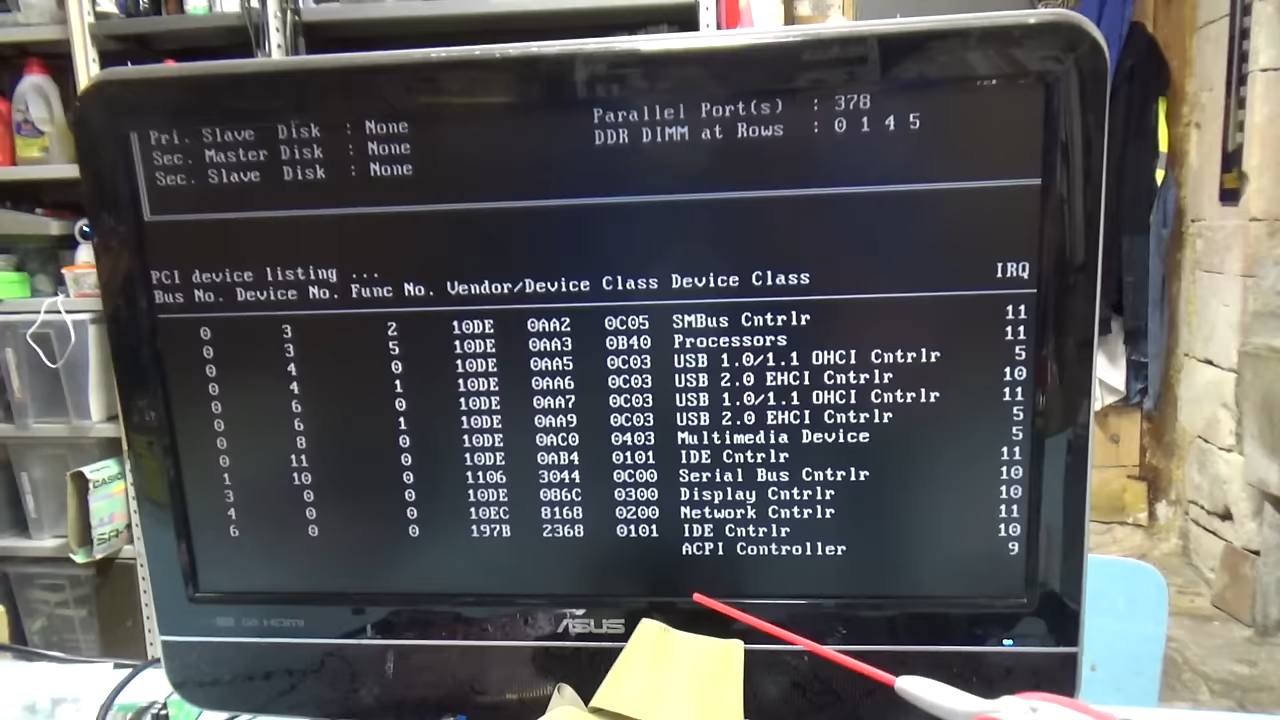 Pri. Slave Disk : None
Parallel Port(s) : 378
Sec. Master Disk : None
DDR DIMM at Rows : 0 1 4 5
Sec. Slave Disk : None
PCI device listing ...
Bus No. Device No. Func No. Vendor/Device Class Device Class IRQ
0 3 2 10DE 0AA2 0C05 SMBus Cntrlr 11
0 3 5 10DE 0AA3 0B40 Processors 11
0 4 0 10DE 0AA5 0C03 USB 1.0/1.1 OHCI Cntrlr 5
0 4 1 10DE 0AA6 0C03 USB 2.0 EHCI Cntrlr 10
0 6 0 10DE 0AA7 0C03 USB 1.0/1.1 OHCI Cntrlr 11
0 6 1 10DE 0AA9 0C03 USB 2.0 EHCI Cntrlr 5
0 8 0 10DE 0AC0 0403 Multimedia Device 5
0 11 0 10DE 0AB4 0101 IDE Cntrlr 11
1 10 0 1106 3044 0C00 Serial Bus Cntrlr 10
3 0 0 10DE 086C 0300 Display Cntrlr 10
4 0 0 10EC 8168 0200 Network Cntrlr 11
6 0 0 197B 2368 0101 IDE Cntrlr 10
ACPI Controller 9
HDMI
ASUS
CASIO